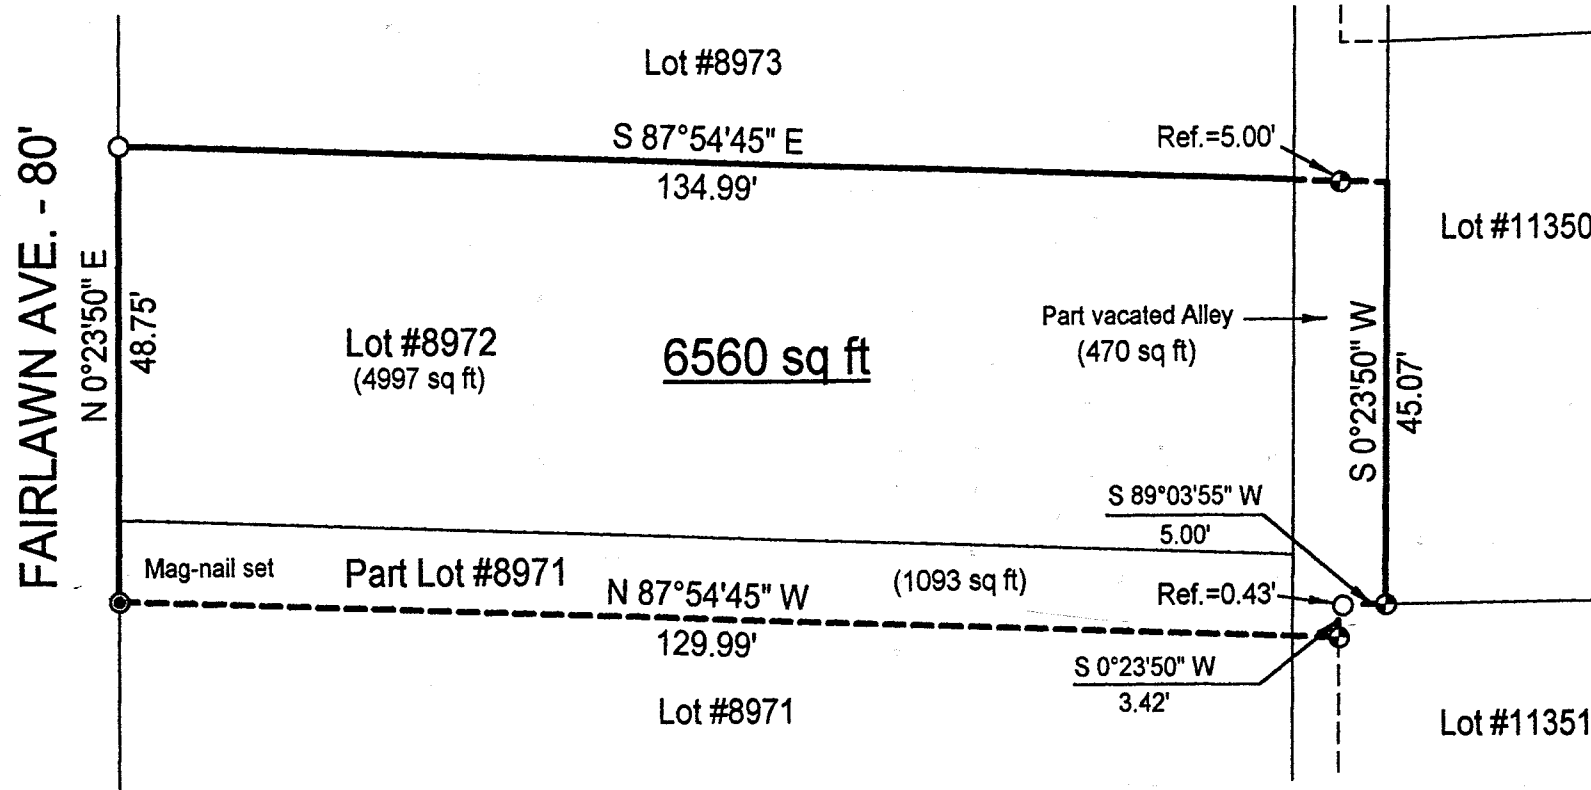 Lot #8973
S 87°54'45" E
134.99'
Ref.=5.00'
FAIRLAWN AVE. - 80'
N 0°23'50" E
48.75'
Lot #11350
Lot #8972
(4997 sq ft)
6560 sq ft
Part vacated Alley
(470 sq ft)
S 0°23'50" W
45.07'
S 89°03'55" W
5.00'
Mag-nail set
Part Lot #8971
N 87°54'45" W
129.99'
(1093 sq ft)
Ref.=0.43'
S 0°23'50" W
3.42'
Lot #8971
Lot #11351